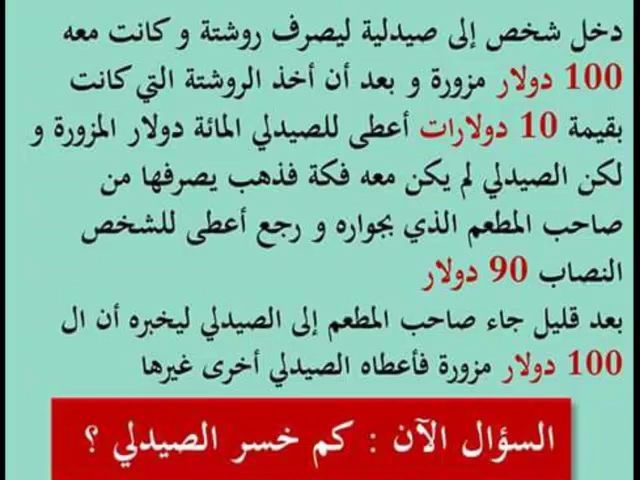 دخل شخص إلى صيدلية ليصرف روشتة و كانت معه
100 دولار مزورة و بعد أن أخذ الروشتة التي كانت
بقيمة 10 دولارات أعطى للصيدلي المائة دولار المزورة و
لكن الصيدلي لم يكن معه فكة فذهب يصرفها من
صاحب المطعم الذي بجواره و رجع أعطى للشخص
النصاب 90 دولار
بعد قليل جاء صاحب المطعم إلى الصيدلي ليخبره أن ال
100 دولار مزورة فأعطاه الصيدلي أخرى غيرها
السؤال الآن : كم خسر الصيدلي ؟